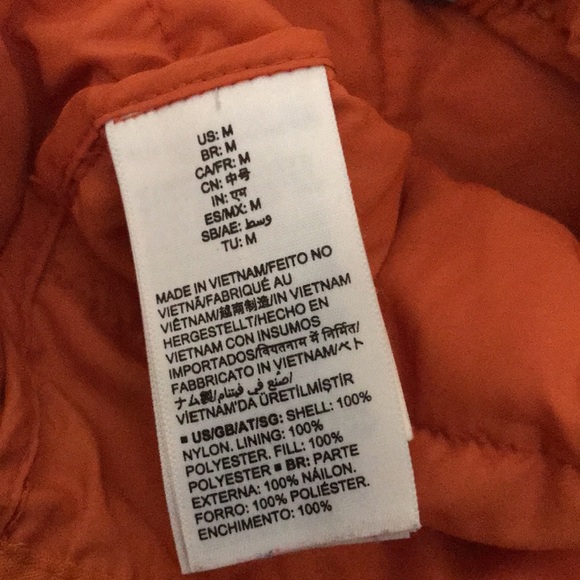 US: M
BR: M
CA/FR: M
CN: 中号
IN: एम
ES/MX: M
SB/AE: وسط
TU: M
MADE IN VIETNAM/FEITO NO
VIETNÃ/FABRIQUÉ AU
VIÊTNAM/越南制造/IN VIETNAM
HERGESTELLT/HECHO EN
VIETNAM CON INSUMOS
IMPORTADOS/वियतनाम में निर्मित/
FABBRICATO IN VIETNAM/ベト
ナム製/صنع في فيتنام/
VİETNAM'DA ÜRETİLMİŞTİR
■ US/GB/AT/SG: SHELL: 100%
NYLON. LINING: 100%
POLYESTER. FILL: 100%
POLYESTER ■ BR: PARTE
EXTERNA: 100% NÁILON.
FORRO: 100% POLIÉSTER.
ENCHIMENTO: 100%